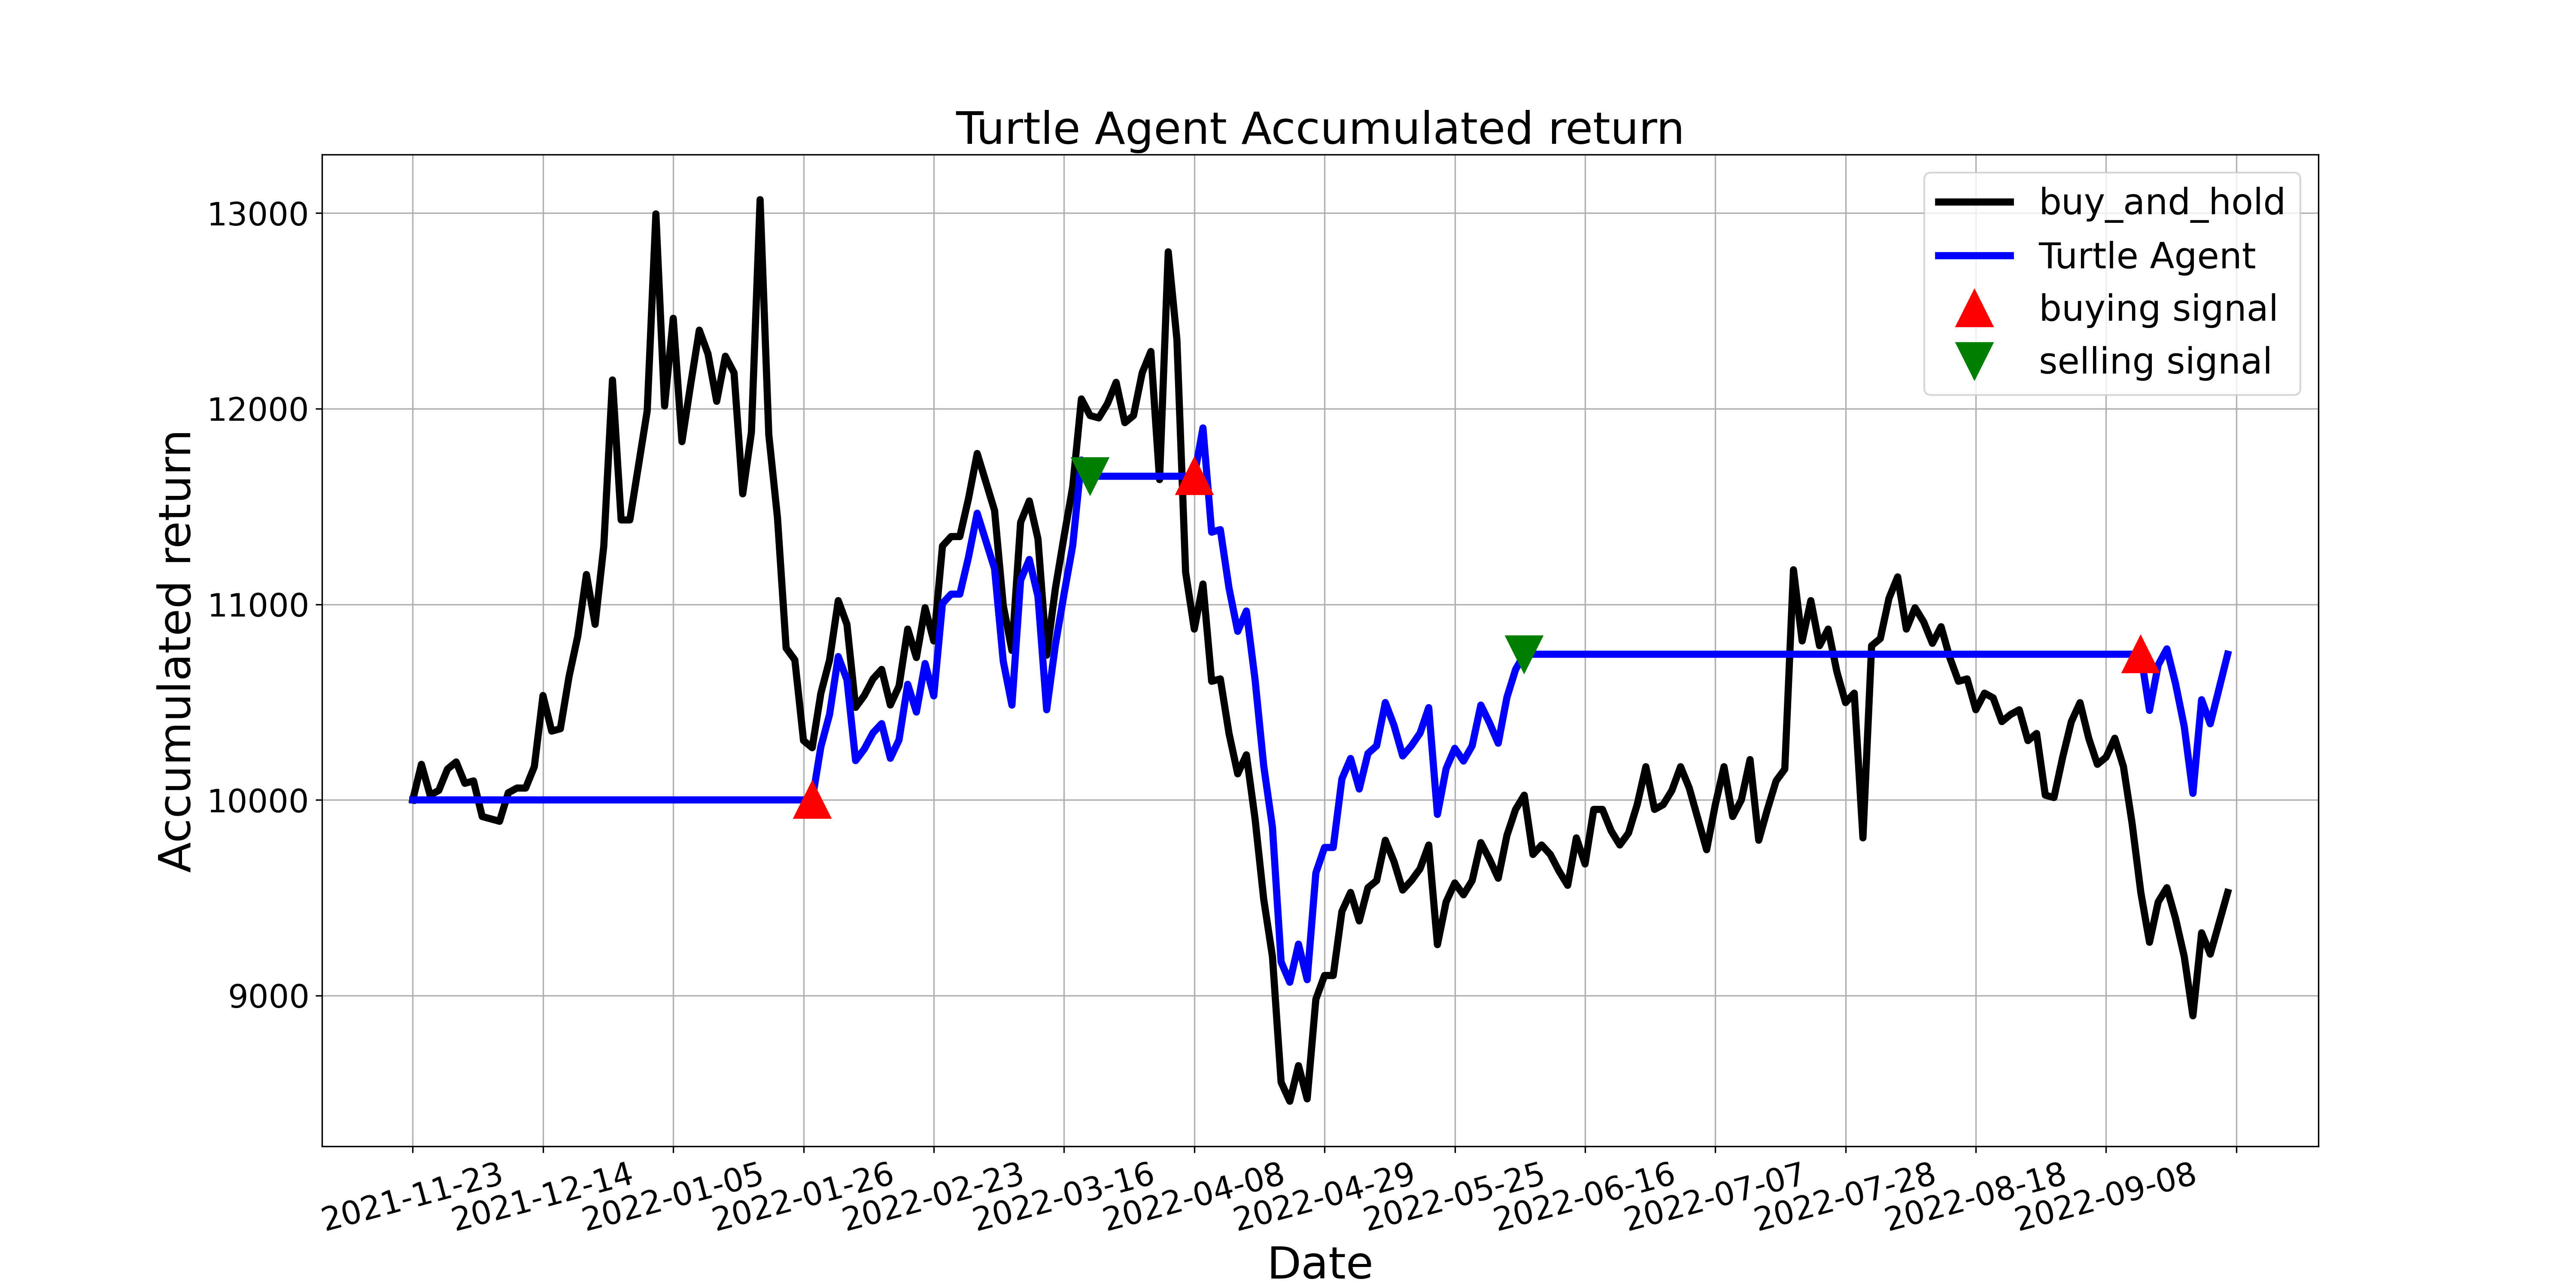 Turtle Agent Accumulated return
buy_and_hold
Turtle Agent
buying signal
selling signal
Accumulated return
13000
12000
11000
10000
9000
2021-11-23
2021-12-14
2022-01-05
2022-01-26
2022-02-23
2022-03-16
2022-04-08
2022-04-29
2022-05-25
2022-06-16
2022-07-07
2022-07-28
2022-08-18
2022-09-08
Date